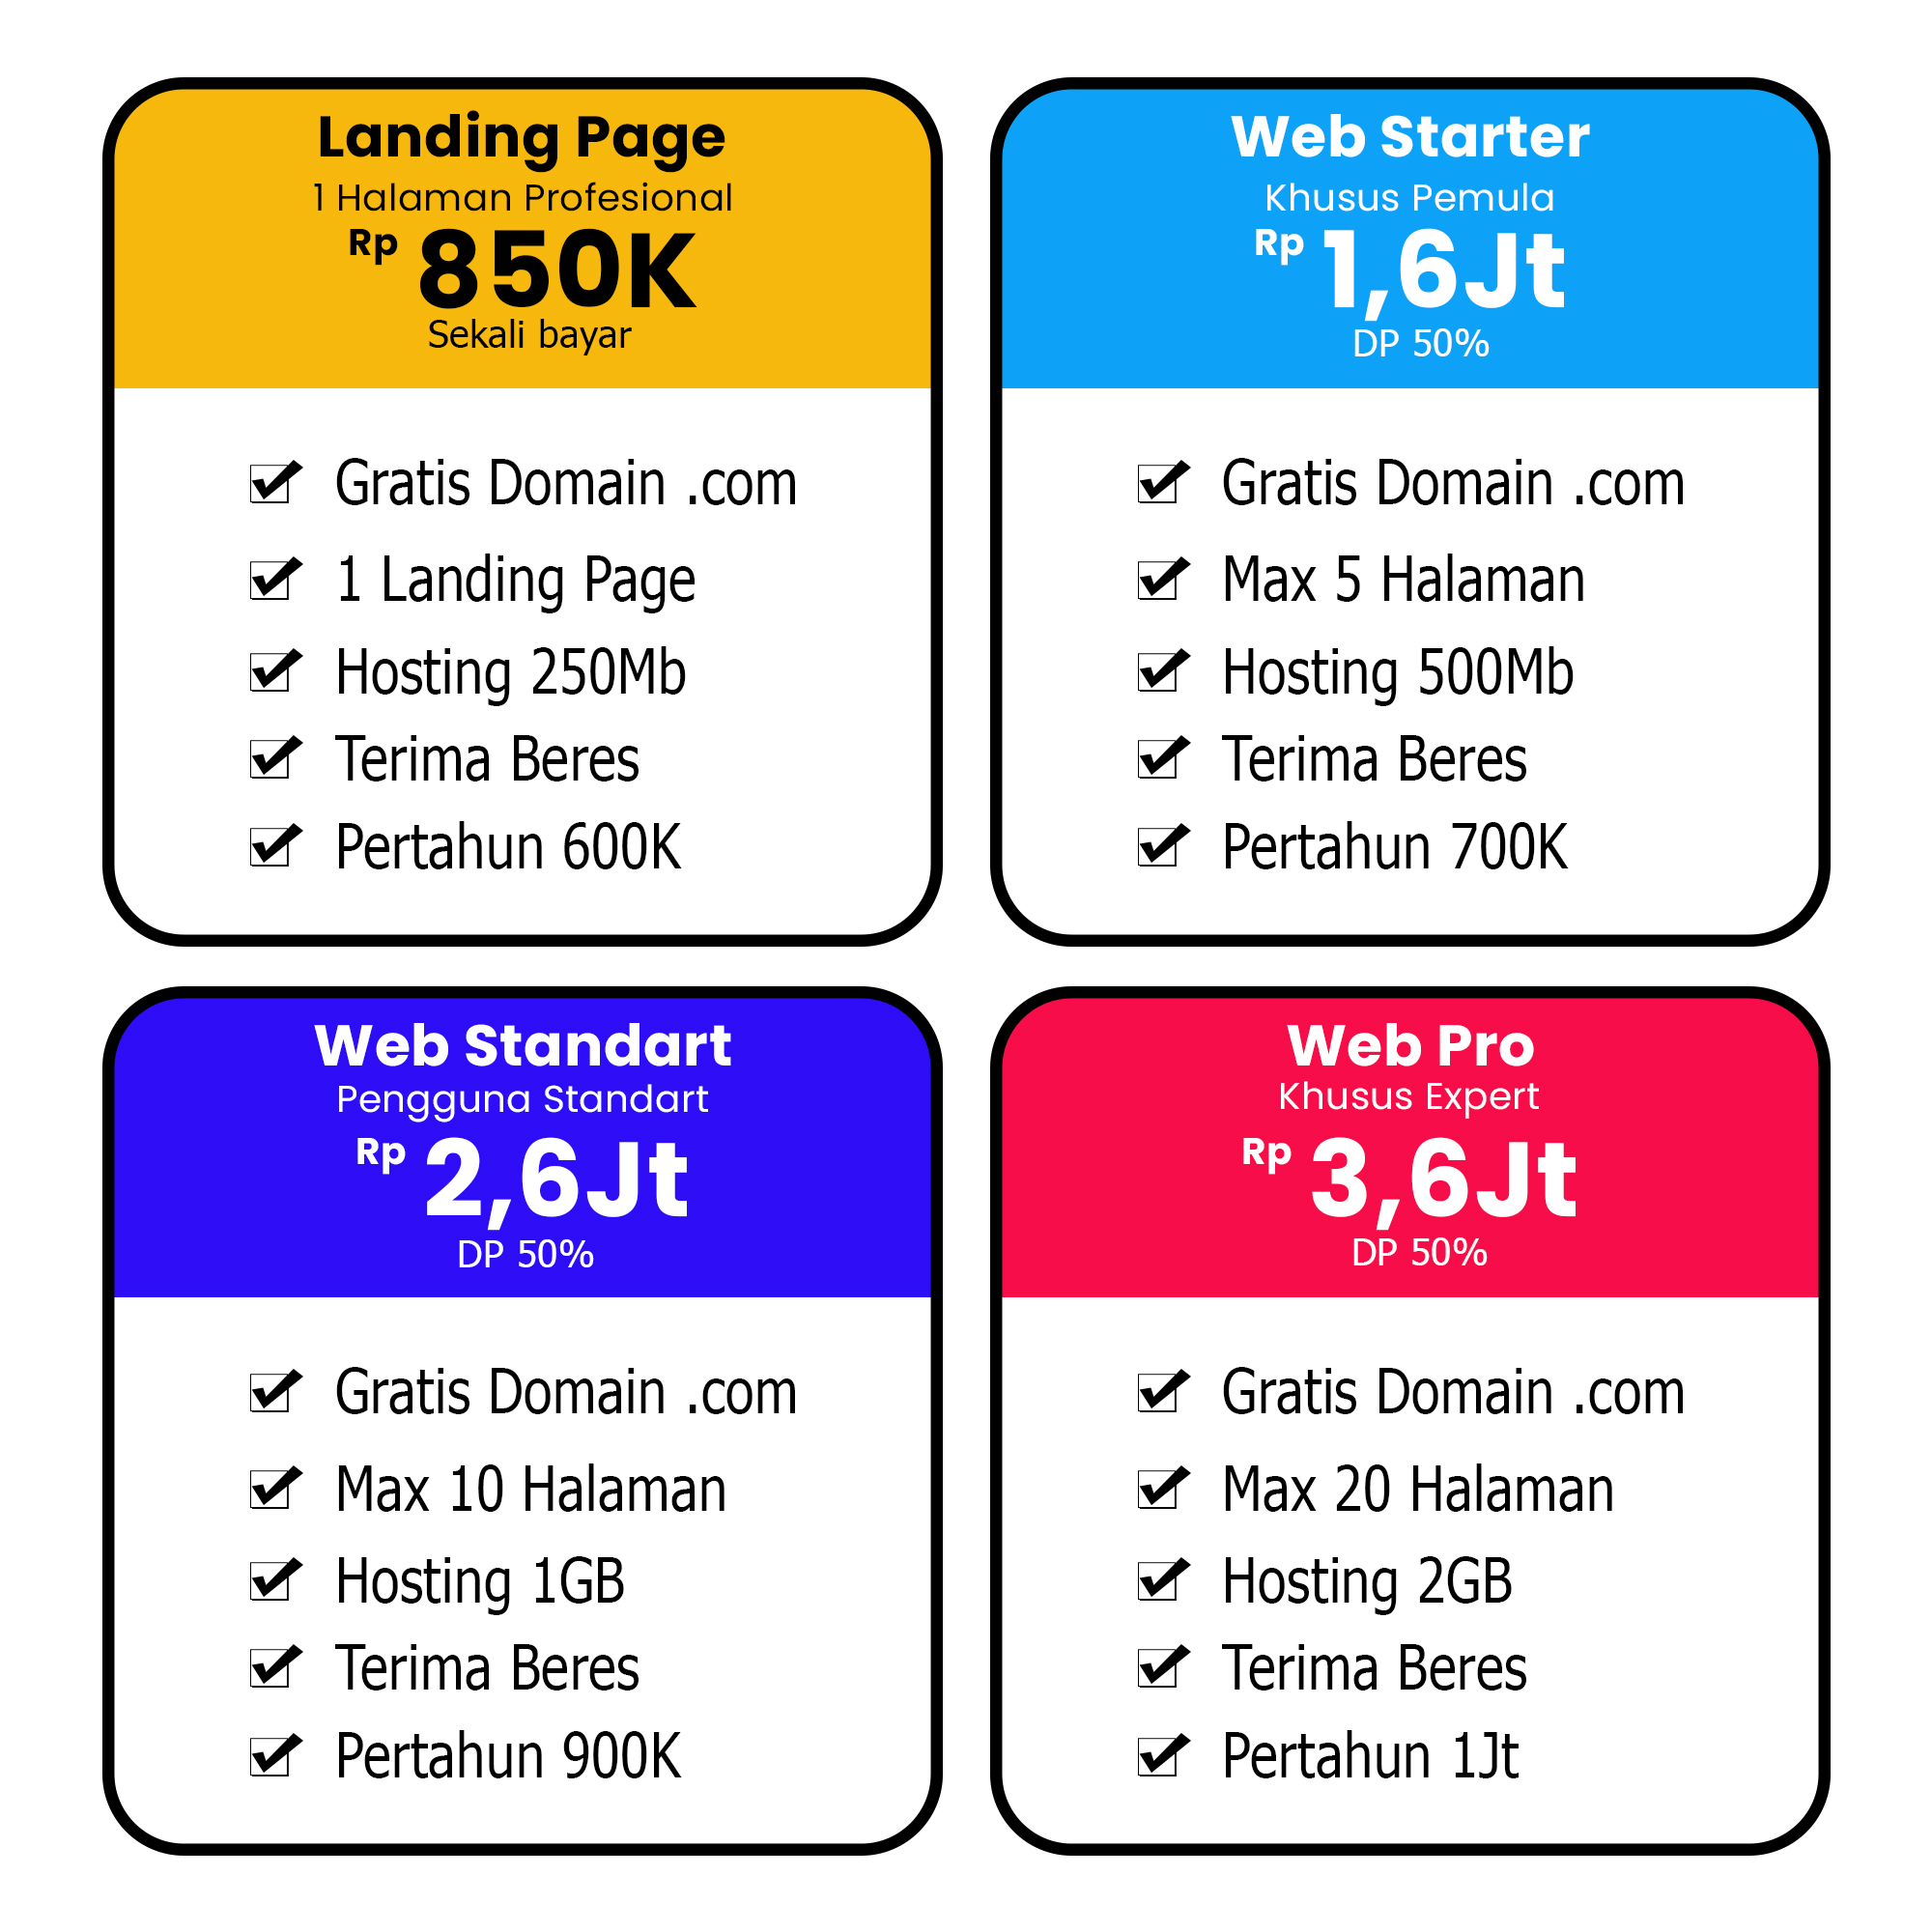 Landing Page
1 Halaman Profesional
Rp 850K
Sekali bayar
Gratis Domain .com
1 Landing Page
Hosting 250Mb
Terima Beres
Pertahun 600K
Web Starter
Khusus Pemula
Rp 1,6Jt
DP 50%
Gratis Domain .com
Max 5 Halaman
Hosting 500Mb
Terima Beres
Pertahun 700K
Web Standart
Pengguna Standart
Rp 2,6Jt
DP 50%
Gratis Domain .com
Max 10 Halaman
Hosting 1GB
Terima Beres
Pertahun 900K
Web Pro
Khusus Expert
Rp 3,6Jt
DP 50%
Gratis Domain .com
Max 20 Halaman
Hosting 2GB
Terima Beres
Pertahun 1Jt